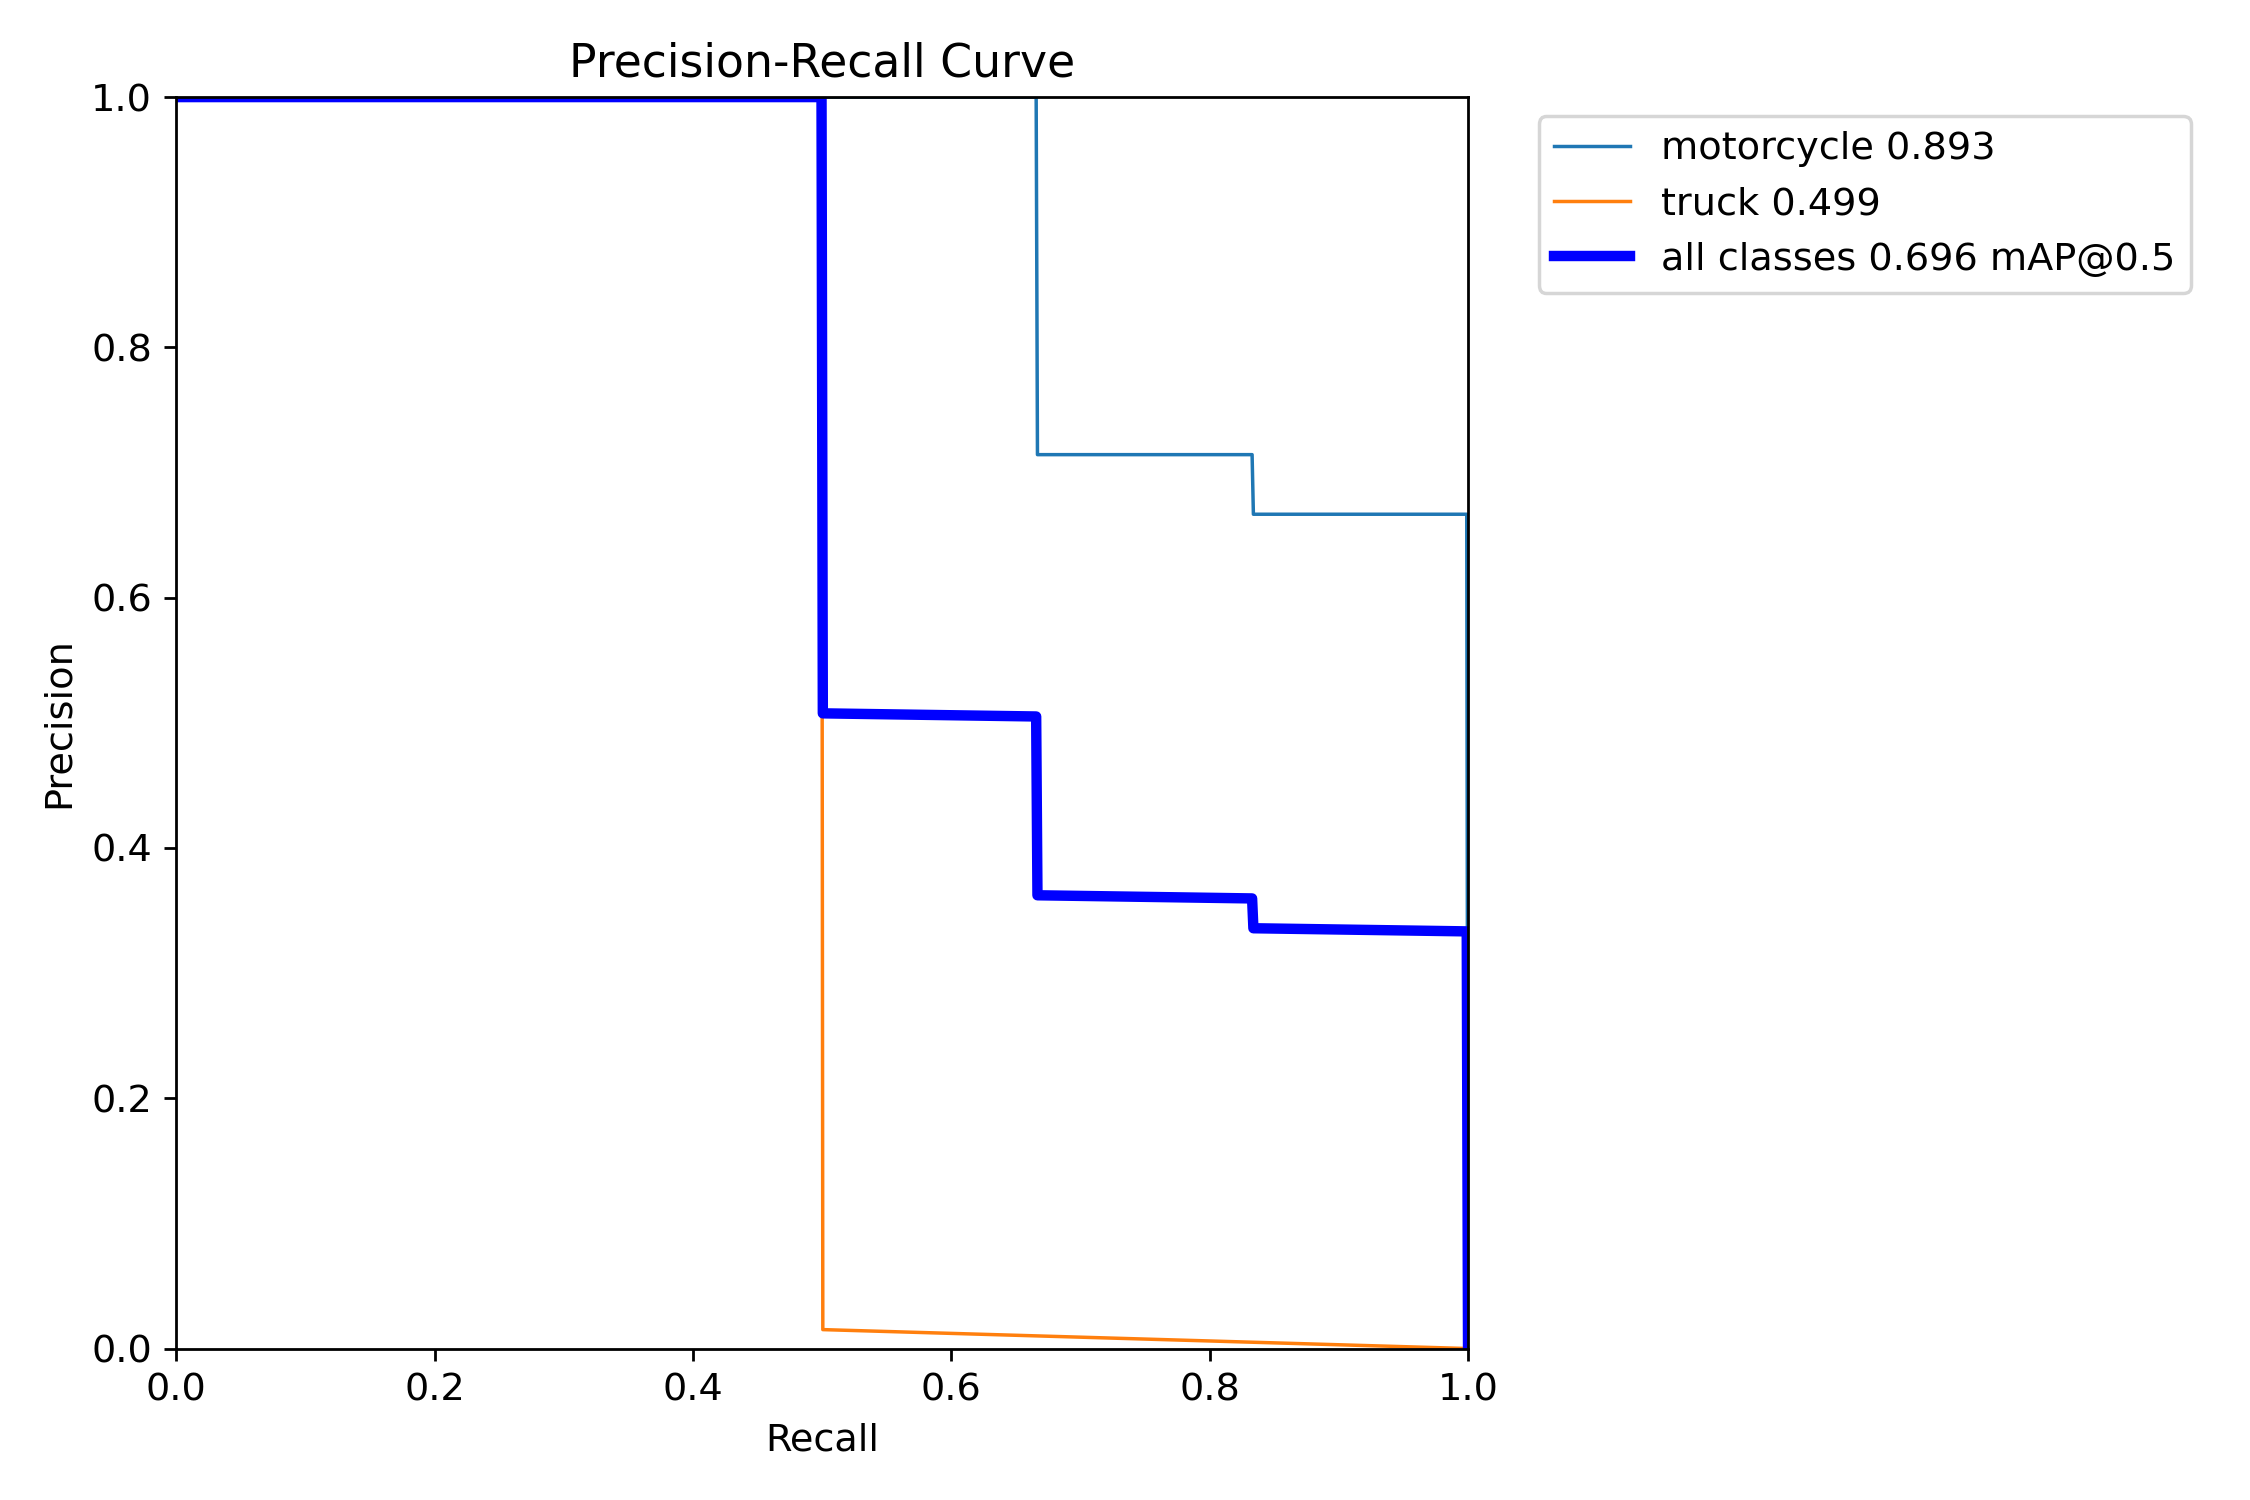 Precision-Recall Curve
1.0
0.8
0.6
0.4
0.2
0.0
Precision
0.0 0.2 0.4 0.6 0.8 1.0
Recall
motorcycle 0.893
truck 0.499
all classes 0.696 mAP@0.5